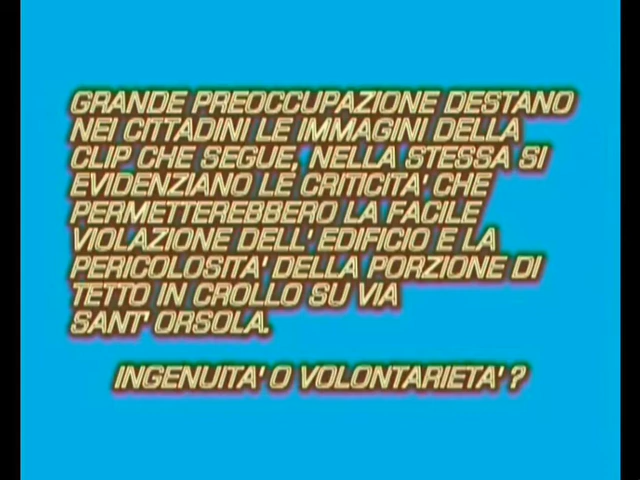 GRANDE PREOCCUPAZIONE DESTANO
NEI CITTADINI LE IMMAGINI DELLA
CLIP CHE SEGUE, NELLA STESSA SI
EVIDENZIANO LE CRITICITA' CHE
PERMETTEREBBERO LA FACILE
VIOLAZIONE DELL' EDIFICIO E LA
PERICOLOSITA' DELLA PORZIONE DI
TETTO IN CROLLO SU VIA
SANT' ORSOLA.
INGENUITA' O VOLONTARIETA' ?